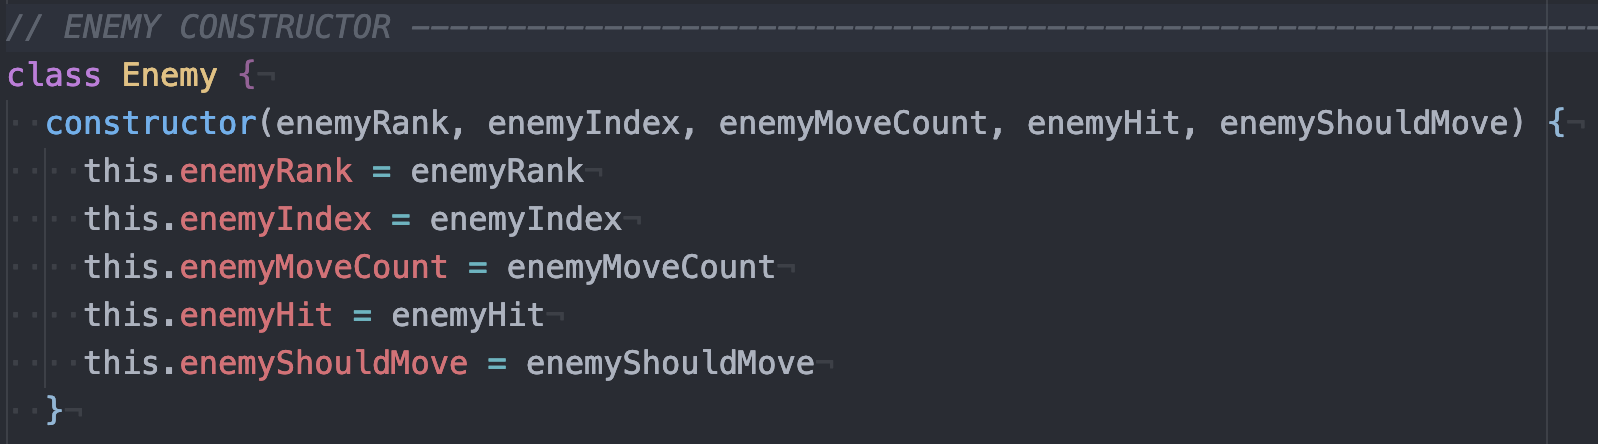 // ENEMY CONSTRUCTOR ––––––––––––––––––––––––––––––––––––––––––––––––––––––––––––––
class Enemy {¬
··constructor(enemyRank, enemyIndex, enemyMoveCount, enemyHit, enemyShouldMove) {¬
····this.enemyRank = enemyRank¬
····this.enemyIndex = enemyIndex¬
····this.enemyMoveCount = enemyMoveCount¬
····this.enemyHit = enemyHit¬
····this.enemyShouldMove = enemyShouldMove¬
··}¬